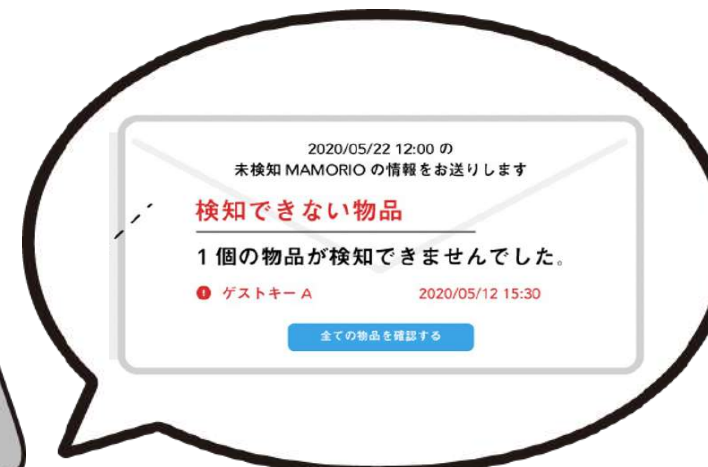 2020/05/22 12:00 の
未検知 MAMORIO の情報をお送りします
検知できない物品
1 個の物品が検知できませんでした。
! ゲストキー A 2020/05/12 15:30
全ての物品を確認する